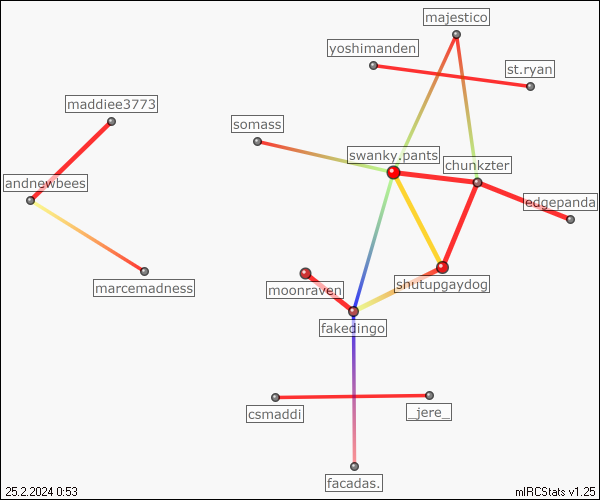 majestico
yoshimanden
st.ryan
maddiee3773
somass
swanky.pants
chunkzter
andnewbees
edgepanda
marcemadness
moonraven
shutupgaydog
fakedingo
csmaddi
_jere_
facadas.
25.2.2024 0:53
mIRCStats v1.25